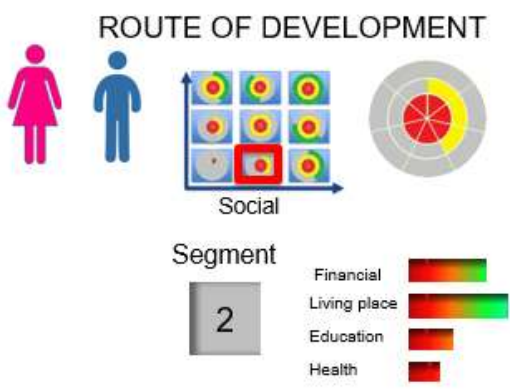 ROUTE OF DEVELOPMENT
Social
Segment
2
Financial
Living place
Education
Health